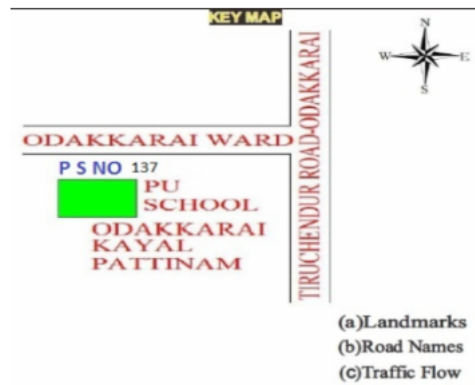 KEY MAP
N
W E
S
ODAKKARAI WARD
TIRUCHENDUR ROAD-ODAKKARAI
P S NO 137
PU
SCHOOL
ODAKKARAI
KAYAL
PATTINAM
(a)Landmarks
(b)Road Names
(c)Traffic Flow